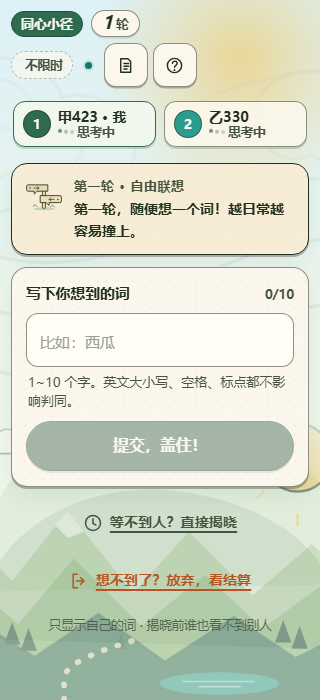 同心小径
1 轮
不限时
1 甲423 · 我
思考中
2 乙330
思考中
第一轮 · 自由联想
第一轮，随便想一个词！越日常越
容易撞上。
写下你想到的词 0/10
比如：西瓜
1~10 个字。英文大小写、空格、标点都不影
响判同。
提交，盖住！
等不到人？直接揭晓
想不到了？放弃，看结算
只显示自己的词 · 揭晓前谁也看不到别人